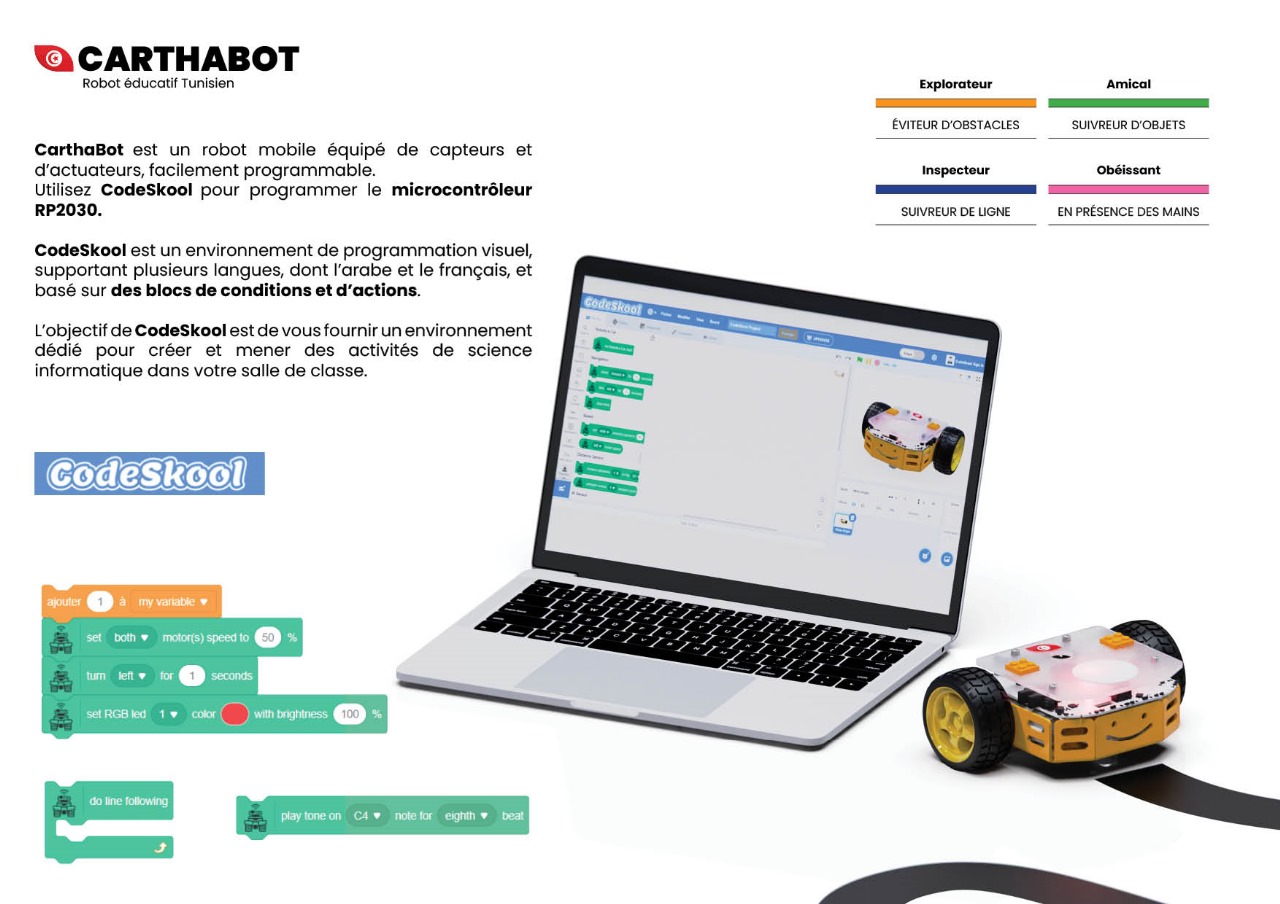 CARTHABOT
Robot éducatif Tunisien
CarthaBot est un robot mobile équipé de capteurs et
d'actuateurs, facilement programmable.
Utilisez CodeSkool pour programmer le microcontrôleur
RP2030.
CodeSkool est un environnement de programmation visuel,
supportant plusieurs langues, dont l'arabe et le français, et
basé sur des blocs de conditions et d'actions.
L'objectif de CodeSkool est de vous fournir un environnement
dédié pour créer et mener des activités de science
informatique dans votre salle de classe.
Explorateur
ÉVITEUR D'OBSTACLES
Amical
SUIVREUR D'OBJETS
Inspecteur
SUIVREUR DE LIGNE
Obéissant
EN PRÉSENCE DES MAINS
CodeSkool
CodeSkool
ajouter 1 à my variable
set both motor(s) speed to 50 %
turn left for 1 seconds
set RGB led 1 color with brightness 100 %
do line following
play tone on C4 note for eighth beat